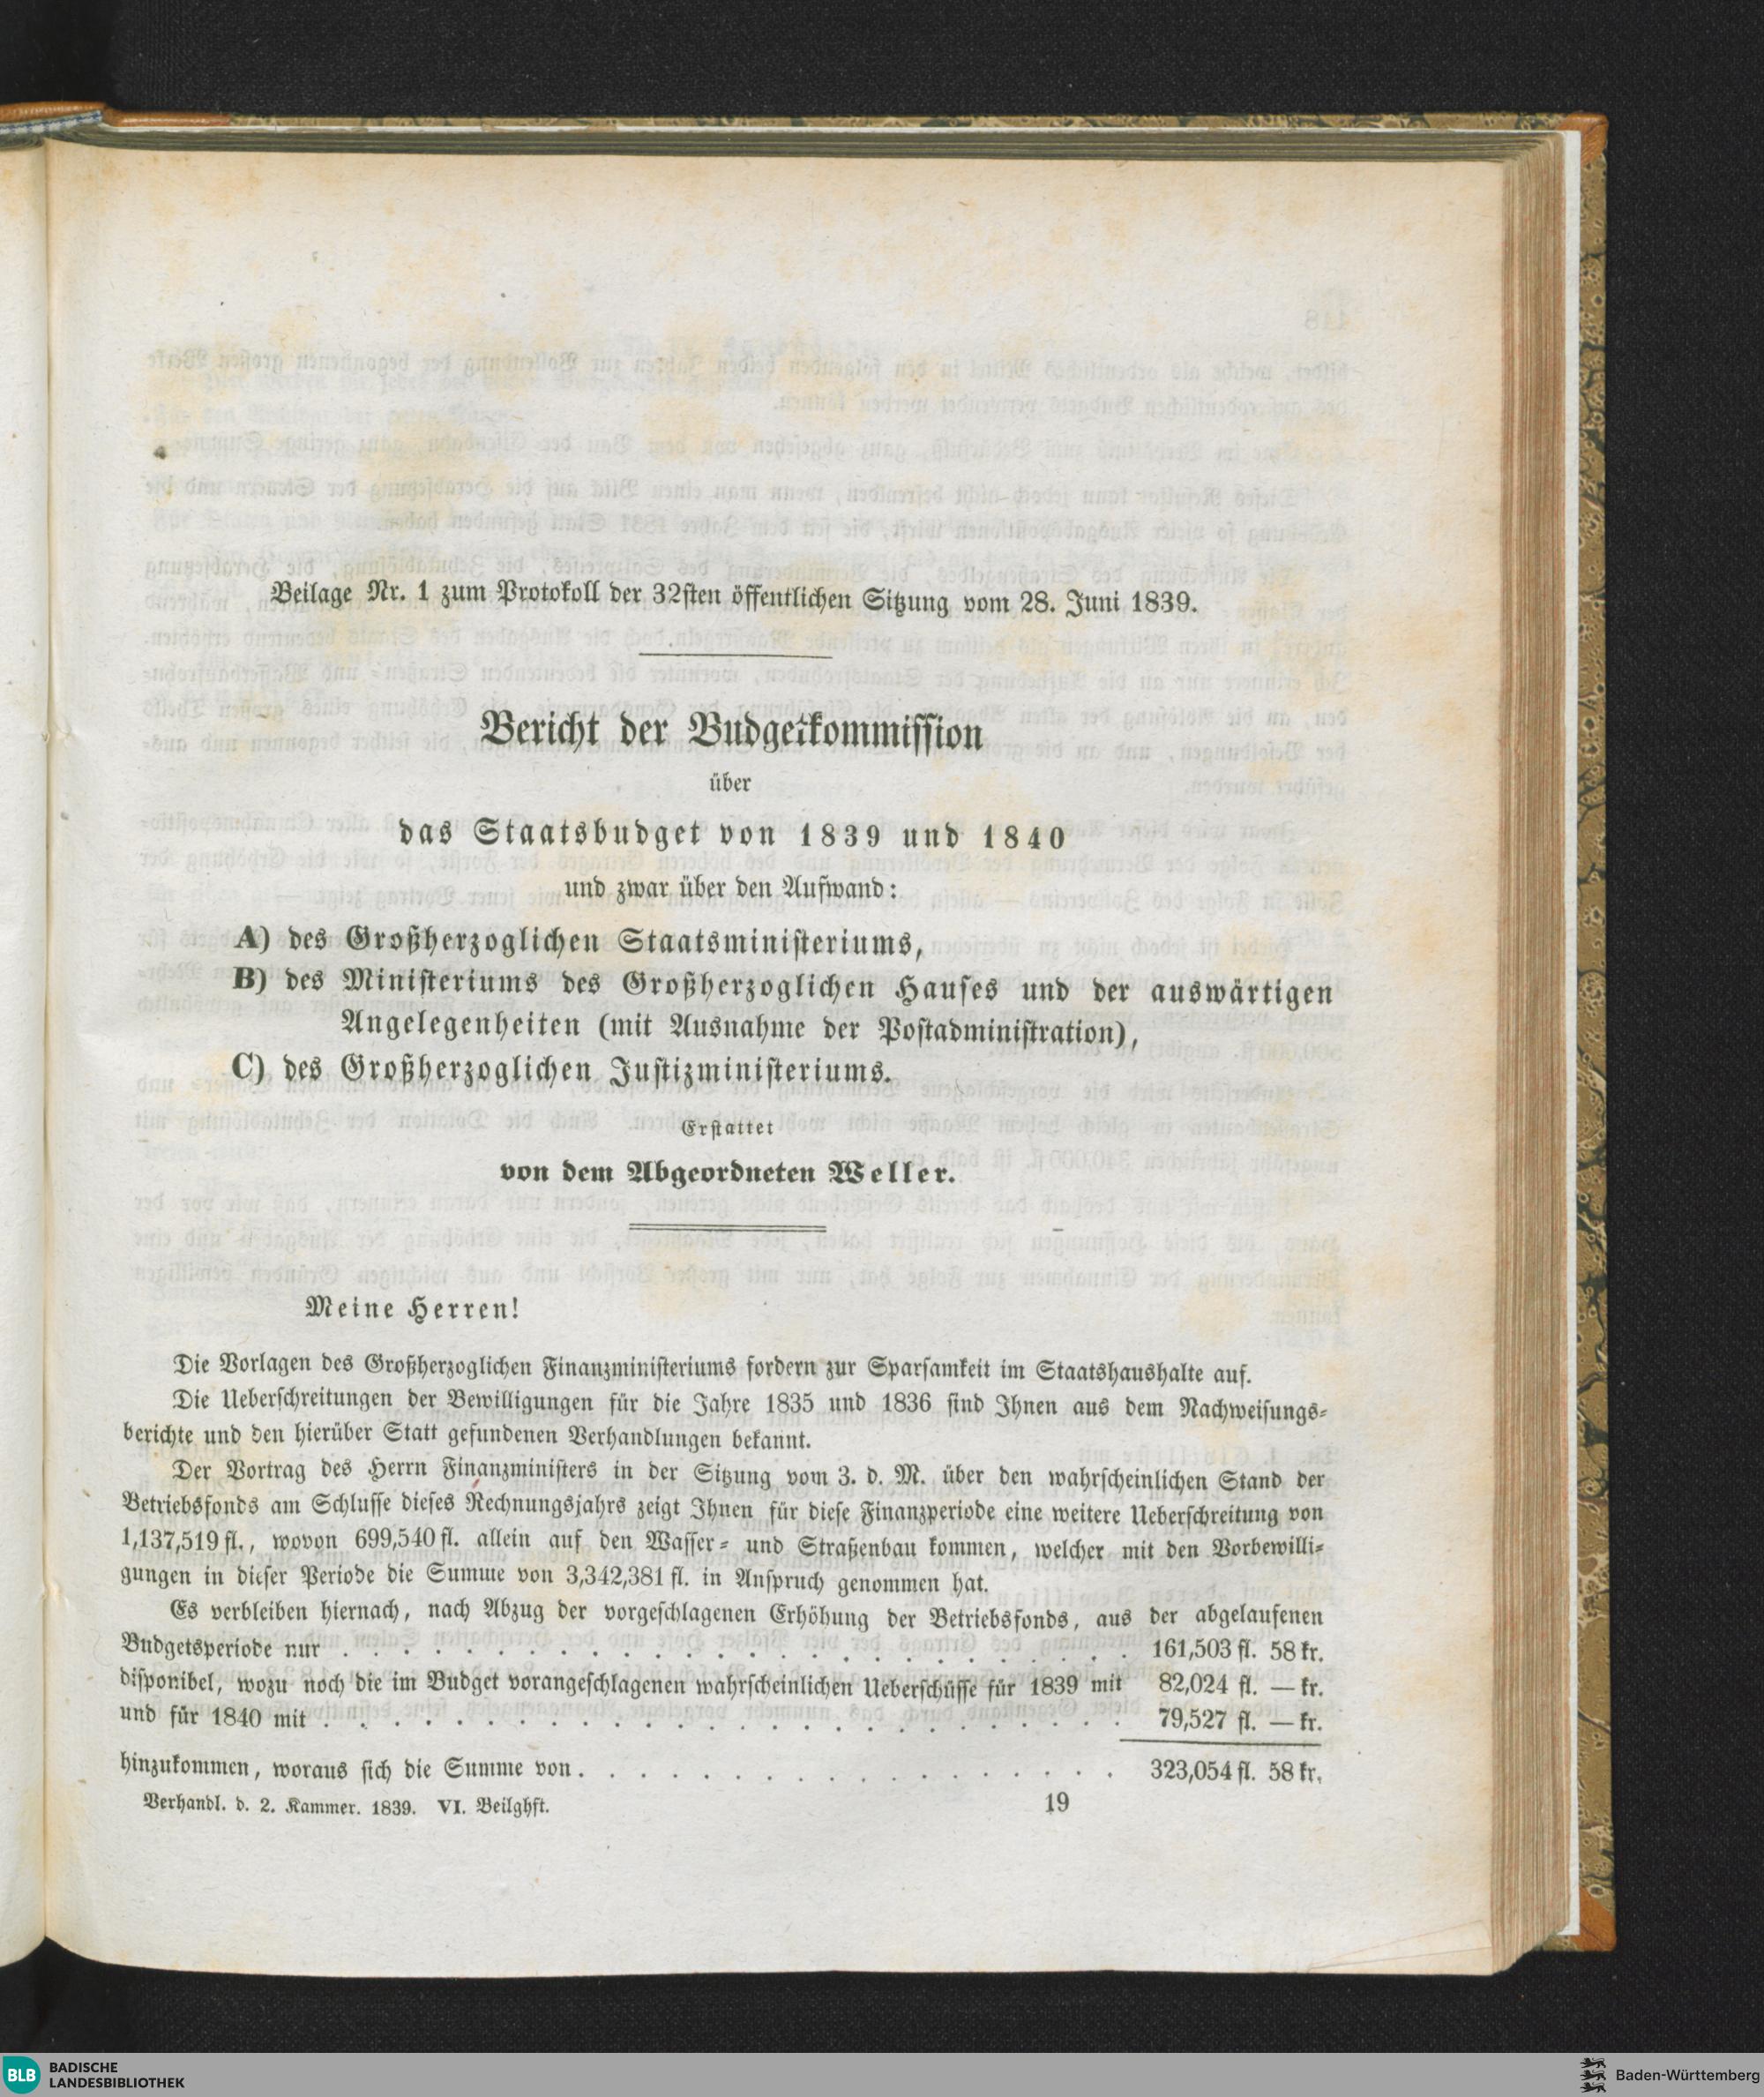 Beilage Nr. 1 zum Protokoll der 32sten öffentlichen Sitzung vom 28. Juni 1839.
Bericht der Budgetkommission
über
das Staatsbudget von 1839 und 1840
und zwar über den Aufwand:
A) des Großherzoglichen Staatsministeriums,
B) des Ministeriums des Großherzoglichen Hauses und der auswärtigen
Angelegenheiten (mit Ausnahme der Postadministration),
C) des Großherzoglichen Justizministeriums.
Erstattet
von dem Abgeordneten Weller.
Meine Herren!
Die Vorlagen des Großherzoglichen Finanzministeriums fordern zur Sparsamkeit im Staatshaushalte auf.
Die Ueberschreitungen der Bewilligungen für die Jahre 1835 und 1836 sind Ihnen aus dem Nachweisungs-
berichte und den hierüber Statt gefundenen Verhandlungen bekannt.
Der Vortrag des Herrn Finanzministers in der Sitzung vom 3. d. M. über den wahrscheinlichen Stand der
Betriebsfonds am Schlusse dieses Rechnungsjahrs zeigt Ihnen für diese Finanzperiode eine weitere Ueberschreitung von
1,137,519 fl., wovon 699,540 fl. allein auf den Wasser- und Straßenbau kommen, welcher mit den Vorbewilli-
gungen in dieser Periode die Summe von 3,342,381 fl. in Anspruch genommen hat.
Es verbleiben hiernach, nach Abzug der vorgeschlagenen Erhöhung der Betriebsfonds, aus der abgelaufenen
Budgetsperiode nur . . . . . . . . . . . . . . . . . . . . . . . . . . 161,503 fl. 58 kr.
disponibel, wozu noch die im Budget vorangeschlagenen wahrscheinlichen Ueberschüsse für 1839 mit 82,024 fl. — kr.
und für 1840 mit . . . . . . . . . . . . . . . . . . . . . . . . . . 79,527 fl. — kr.
hinzukommen, woraus sich die Summe von . . . . . . . . . . . . . . . . . . 323,054 fl. 58 kr.
Verhandl. d. 2. Kammer. 1839. VI. Beilghft. 19
BLB BADISCHE
LANDESBIBLIOTHEK
Baden-Württemberg